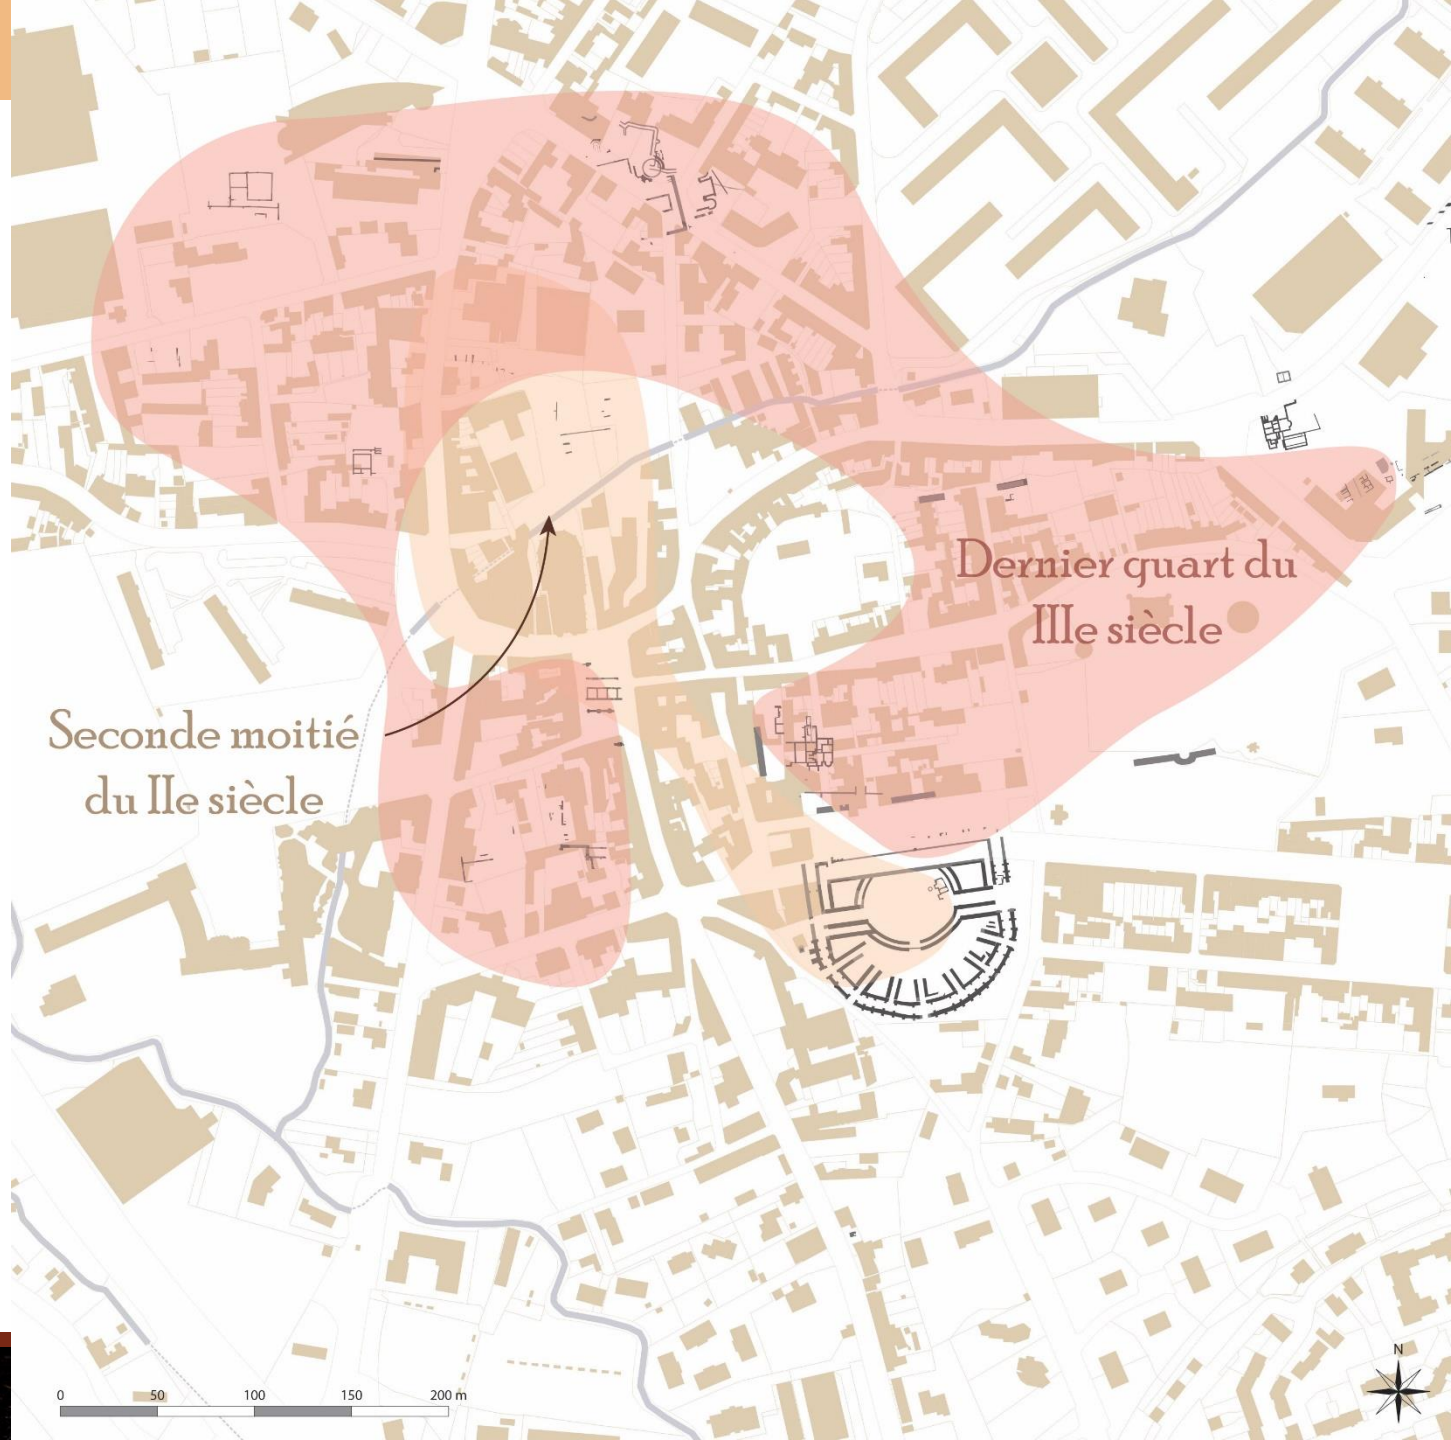 Dernier quart du
IIIe siècle
Seconde moitié
du IIe siècle
N
0 50 100 150 200 m